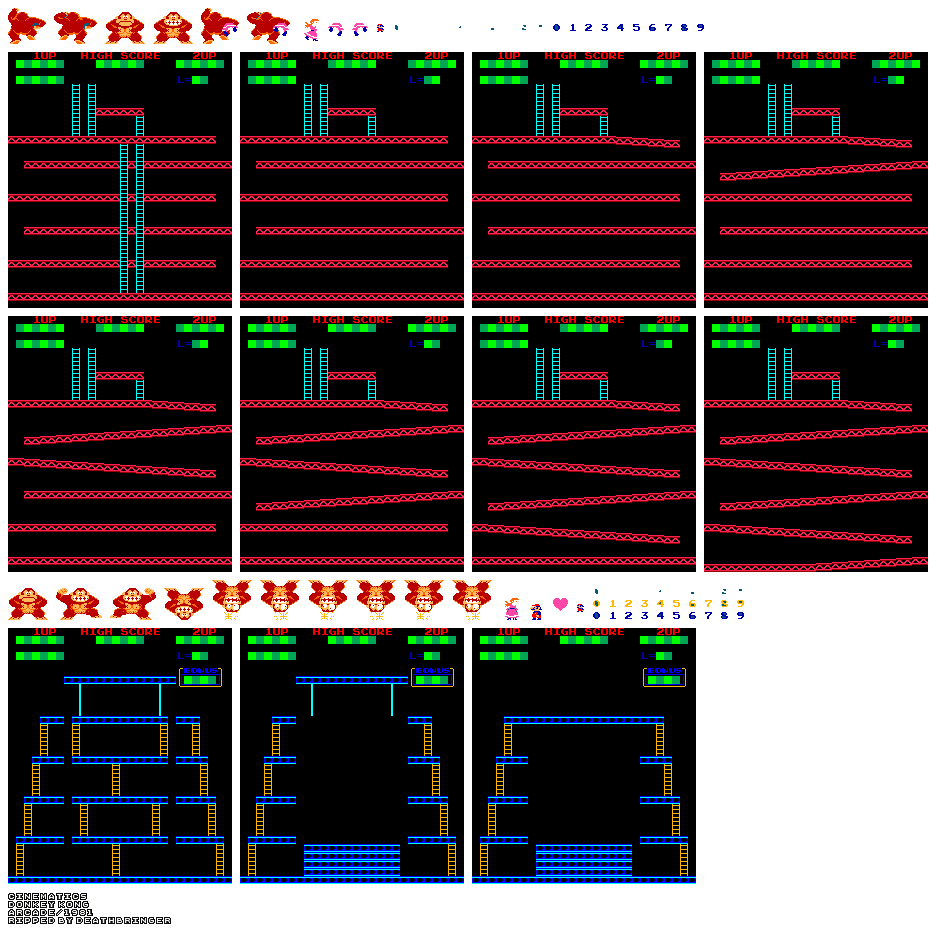 0 1 2 3 4 5 6 7 8 9
1UP HIGH SCORE 2UP 1UP HIGH SCORE 2UP 1UP HIGH SCORE 2UP 1UP HIGH SCORE 2UP
L= L= L= L=
1UP HIGH SCORE 2UP 1UP HIGH SCORE 2UP 1UP HIGH SCORE 2UP 1UP HIGH SCORE 2UP
L= L= L= L=
0 1 2 3 4 5 6 7 8 9
0 1 2 3 4 5 6 7 8 9
1UP HIGH SCORE 2UP 1UP HIGH SCORE 2UP 1UP HIGH SCORE 2UP
L= L= L=
CINEMATICS
DONKEY KONG
ARCADE/1981
RIPPED BY DEATHBRINGER